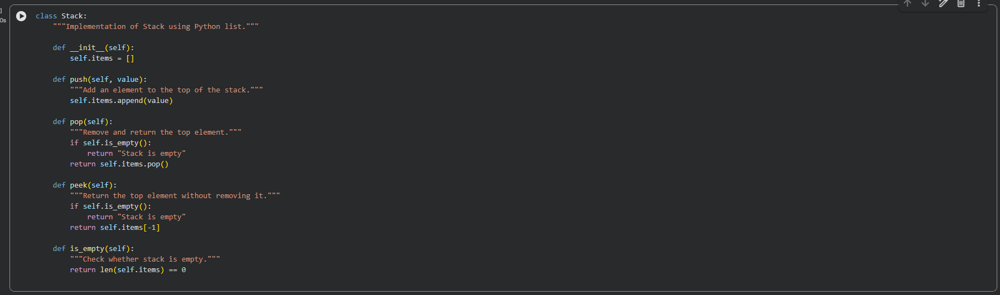 ]
0s
class Stack:
    """Implementation of Stack using Python list."""

    def __init__(self):
        self.items = []

    def push(self, value):
        """Add an element to the top of the stack."""
        self.items.append(value)

    def pop(self):
        """Remove and return the top element."""
        if self.is_empty():
            return "Stack is empty"
        return self.items.pop()

    def peek(self):
        """Return the top element without removing it."""
        if self.is_empty():
            return "Stack is empty"
        return self.items[-1]

    def is_empty(self):
        """Check whether stack is empty."""
        return len(self.items) == 0